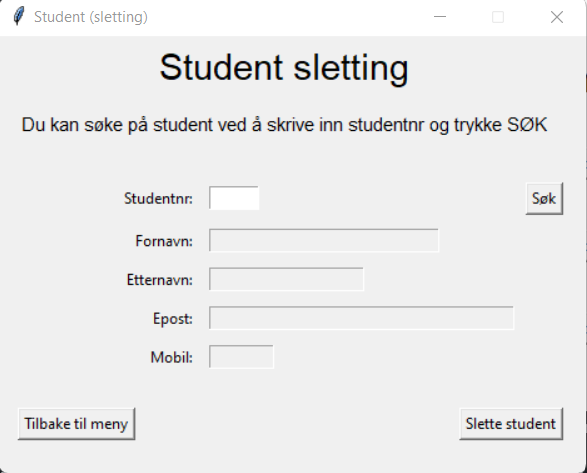 Student (sletting)
Student sletting
Du kan søke på student ved å skrive inn studentnr og trykke SØK
Studentnr:
Søk
Fornavn:
Etternavn:
Epost:
Mobil:
Tilbake til meny
Slette student